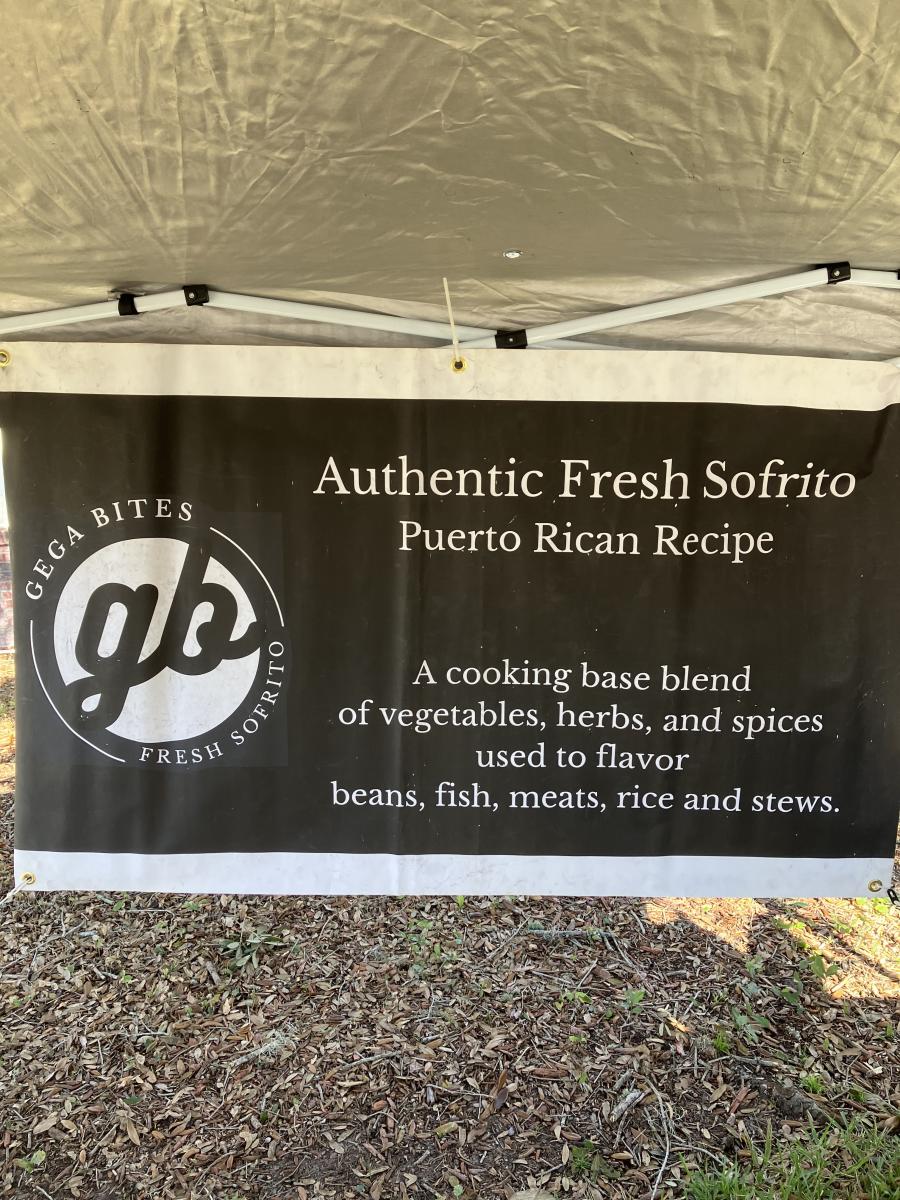 Authentic Fresh Sofrito
Puerto Rican Recipe
GEGA BITES
gb
FRESH SOFRITO
A cooking base blend
of vegetables, herbs, and spices
used to flavor
beans, fish, meats, rice and stews.